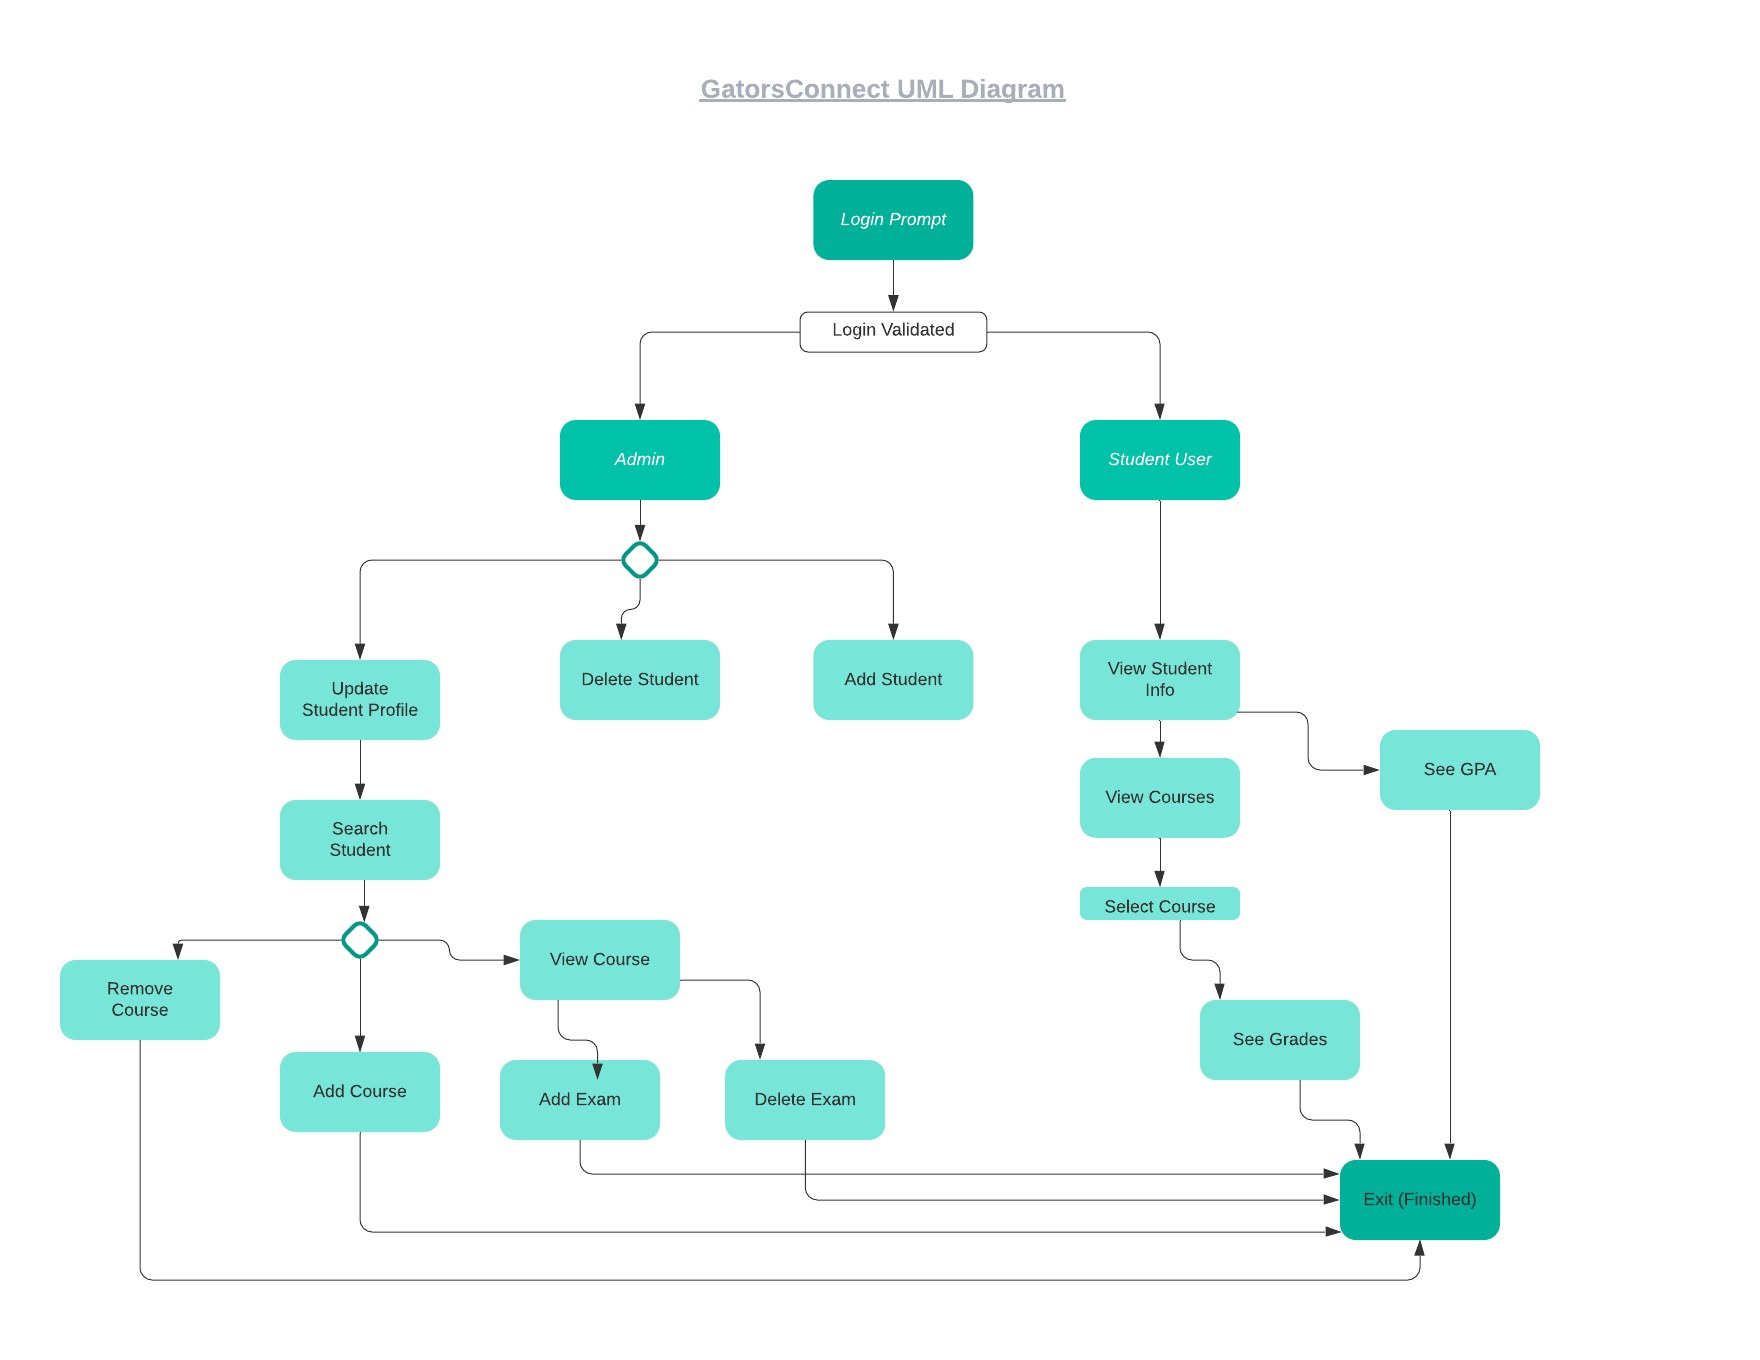 GatorsConnect UML Diagram
Login Prompt
Login Validated
Admin
Student User
Update
Student Profile
Delete Student
Add Student
View Student
Info
See GPA
View Courses
Search
Student
Select Course
View Course
Remove
Course
See Grades
Add Course
Add Exam
Delete Exam
Exit (Finished)